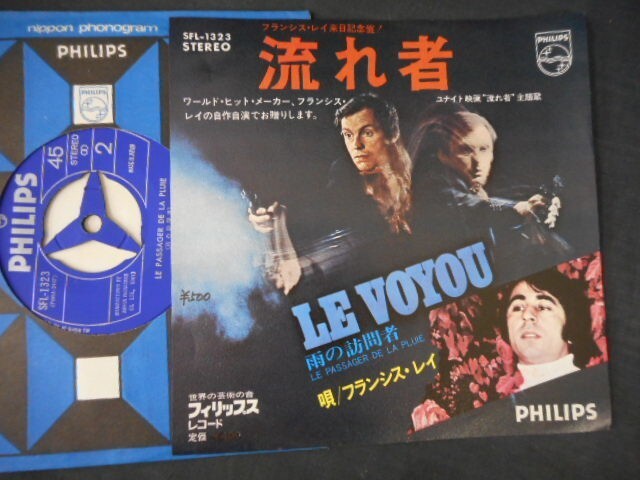 nippon phonogram
PHILIPS
PHILIPS
45
STEREO
2
SFL-1323
LE PASSAGER DE LA PLUIE
フランシス・レイ来日記念盤!
SFL-1323
STEREO
流れ者
PHILIPS
ワールド・ヒット・メーカー、フランシス・
レイの自作自演でお贈りします。
ユナイト映画"流れ者"主題歌
¥500
LE VOYOU
雨の訪問者
LE PASSAGER DE LA PLUIE
唄/フランシス・レイ
世界の芸術の音
フィリップス
レコード
定価
PHILIPS